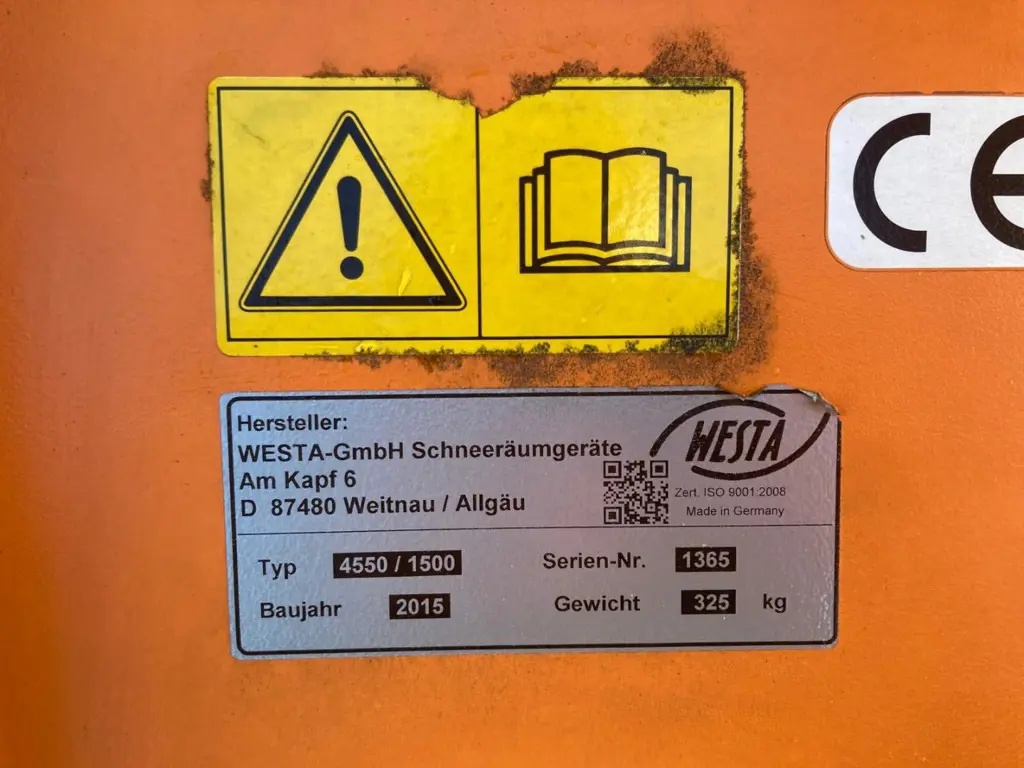 CE
Hersteller:
WESTA-GmbH Schneeräumgeräte
Am Kapf 6
D 87480 Weitnau / Allgäu
WESTA
Zert. ISO 9001:2008
Made in Germany
Typ 4550 / 1500 Serien-Nr. 1365
Baujahr 2015 Gewicht 325 kg